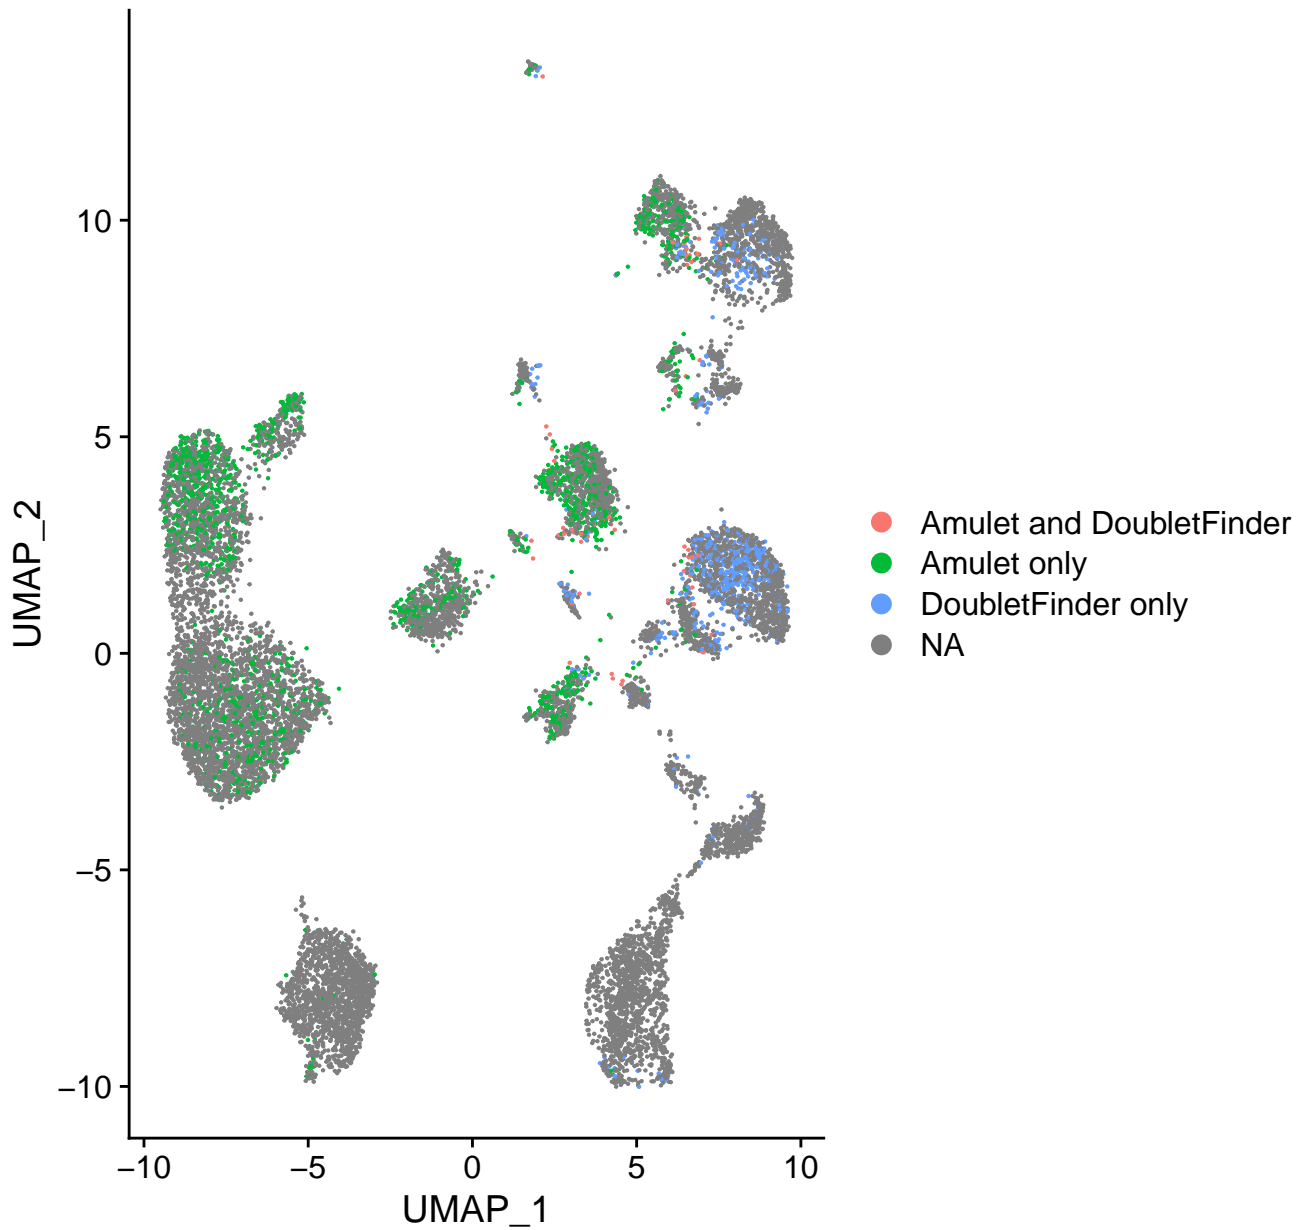 10
5
0
−5
−10
UMAP_2
−10 −5 0 5 10
UMAP_1
Amulet and DoubletFinder
Amulet only
DoubletFinder only
NA